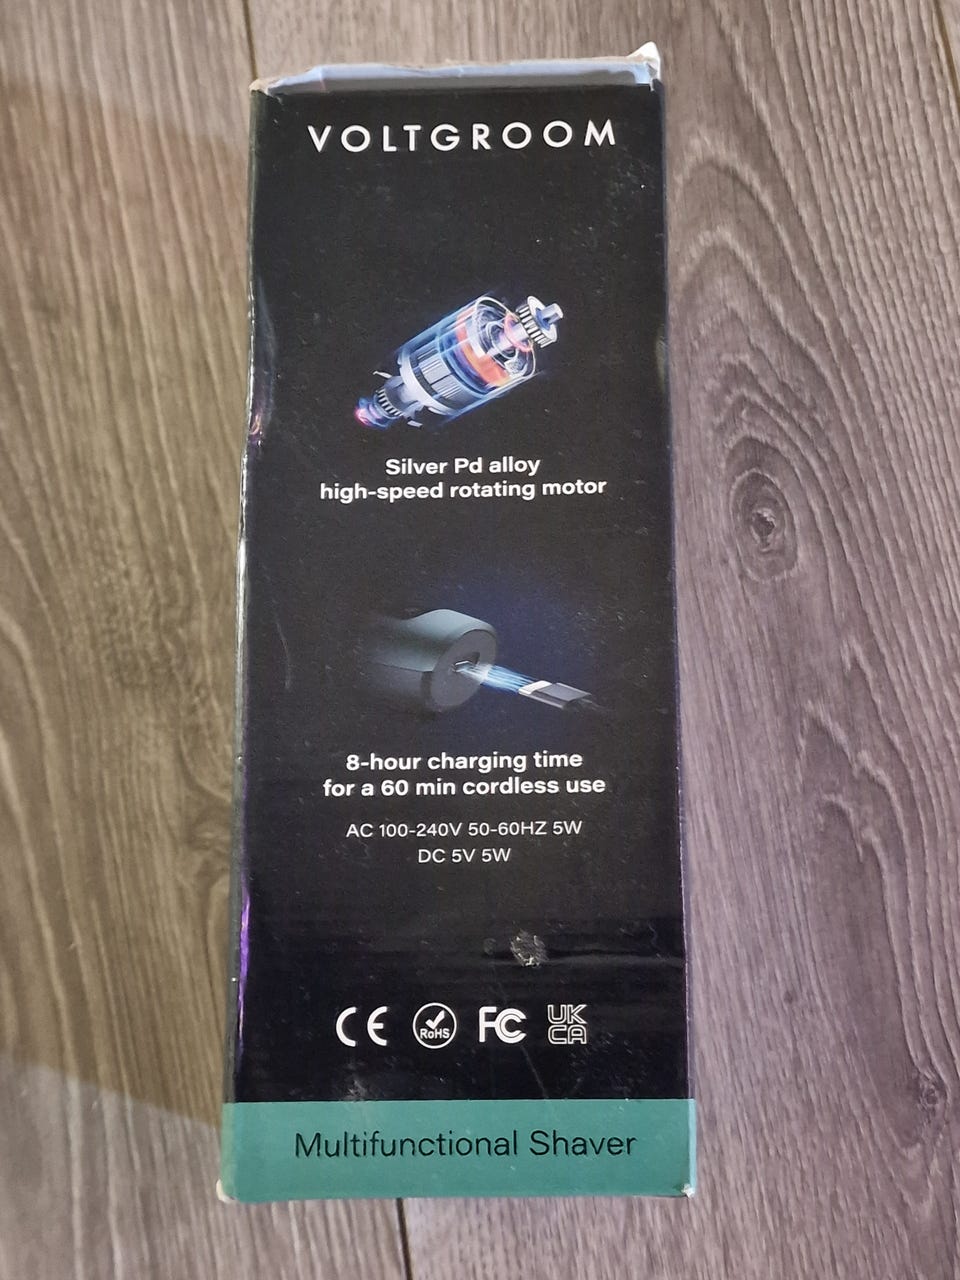 VOLTGROOM
Silver Pd alloy
high-speed rotating motor
8-hour charging time
for a 60 min cordless use
AC 100-240V 50-60HZ 5W
DC 5V 5W
CE RoHS FC UK
CA
Multifunctional Shaver